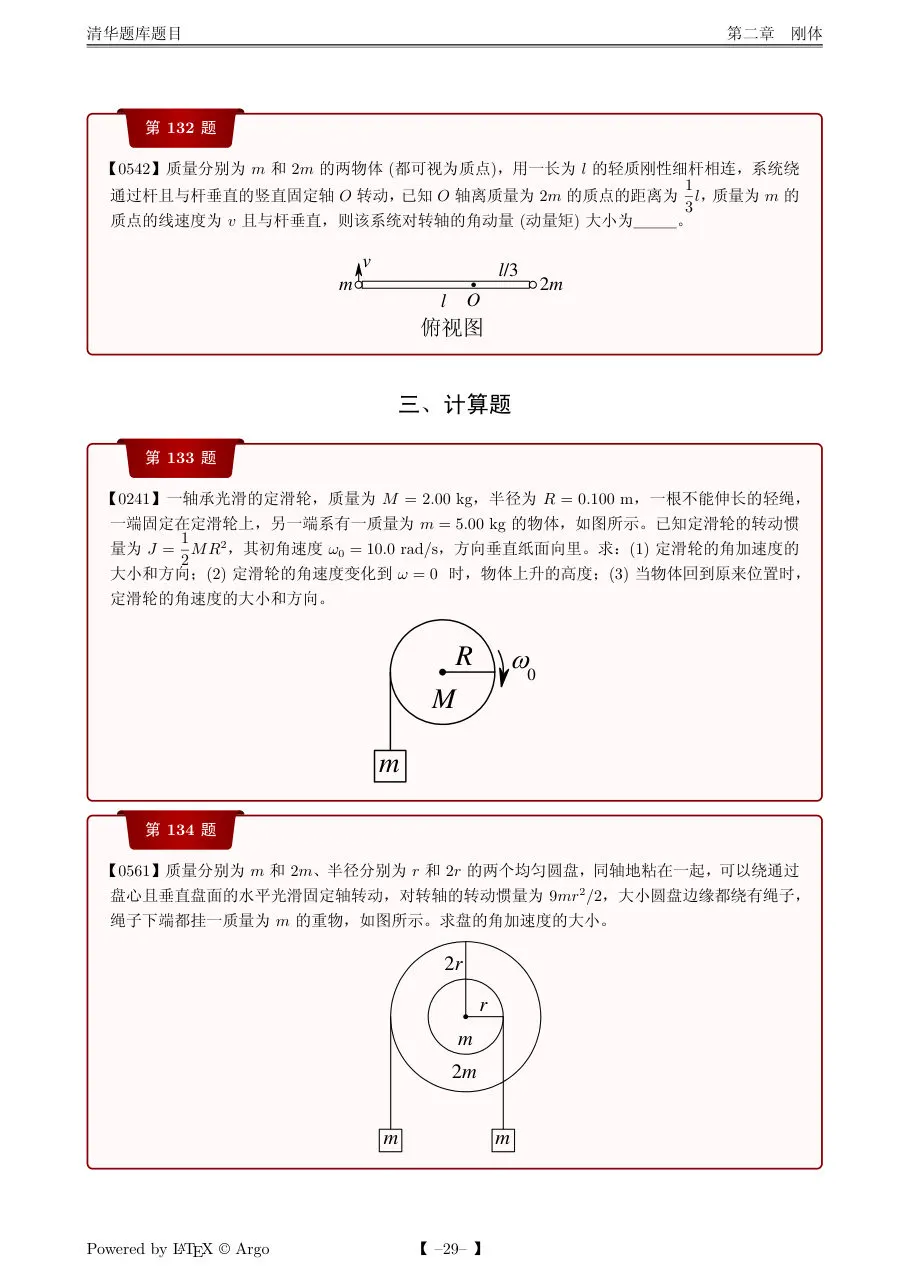 清华题库题目 第二章 刚体
第 132 题
【0542】质量分别为 m 和 2m 的两物体 (都可视为质点)，用一长为 l 的轻质刚性细杆相连，系统绕
通过杆且与杆垂直的竖直固定轴 O 转动，已知 O 轴离质量为 2m 的质点的距离为 1/3 l，质量为 m 的
质点的线速度为 v 且与杆垂直，则该系统对转轴的角动量 (动量矩) 大小为_____。
v
l/3
m 2m
l O
俯视图
三、计算题
第 133 题
【0241】一轴承光滑的定滑轮，质量为 M = 2.00 kg，半径为 R = 0.100 m，一根不能伸长的轻绳，
一端固定在定滑轮上，另一端系有一质量为 m = 5.00 kg 的物体，如图所示。已知定滑轮的转动惯
量为 J = 1/2 MR²，其初角速度 ω₀ = 10.0 rad/s，方向垂直纸面向里。求：(1) 定滑轮的角加速度的
大小和方向；(2) 定滑轮的角速度变化到 ω = 0 时，物体上升的高度；(3) 当物体回到原来位置时，
定滑轮的角速度的大小和方向。
R ω₀
M
m
第 134 题
【0561】质量分别为 m 和 2m、半径分别为 r 和 2r 的两个均匀圆盘，同轴地粘在一起，可以绕通过
盘心且垂直盘面的水平光滑固定轴转动，对转轴的转动惯量为 9mr²/2，大小圆盘边缘都绕有绳子，
绳子下端都挂一质量为 m 的重物，如图所示。求盘的角加速度的大小。
2r
r
m
2m
m m
Powered by LATEX © Argo 【 –29– 】